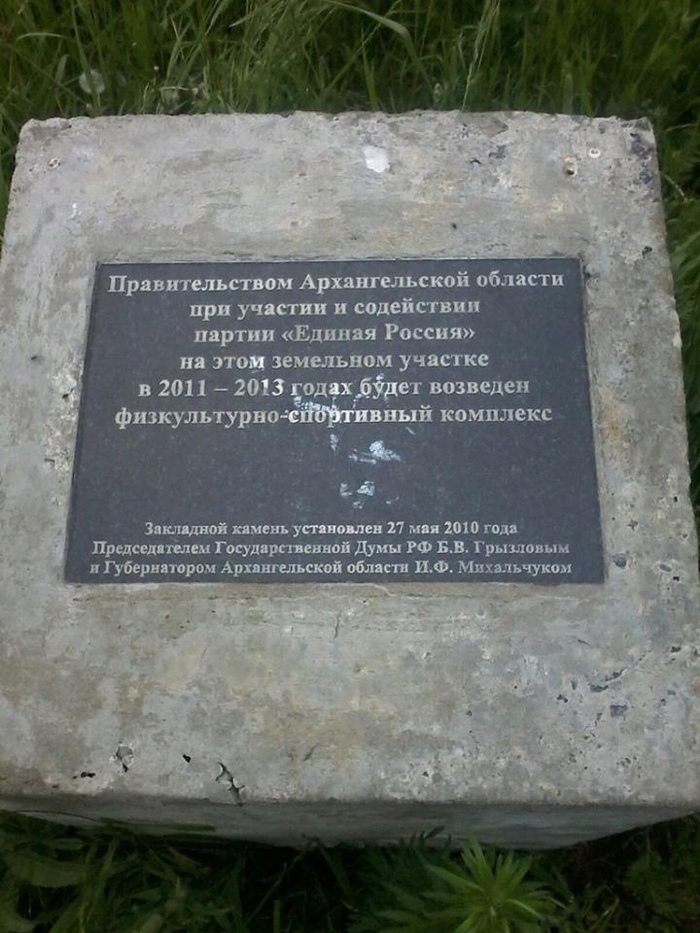 Правительством Архангельской области
при участии и содействии
партии «Единая Россия»
на этом земельном участке
в 2011 – 2013 годах будет возведен
физкультурно-спортивный комплекс
Закладной камень установлен 27 мая 2010 года
Председателем Государственной Думы РФ Б.В. Грызловым
и Губернатором Архангельской области И.Ф. Михальчуком